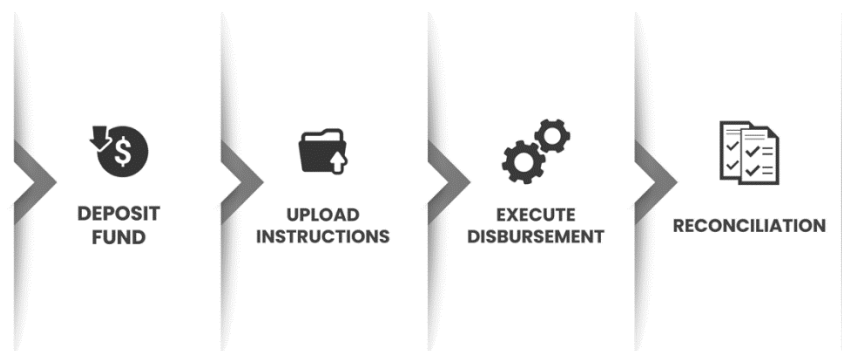 DEPOSIT
FUND
UPLOAD
INSTRUCTIONS
EXECUTE
DISBURSEMENT
RECONCILIATION